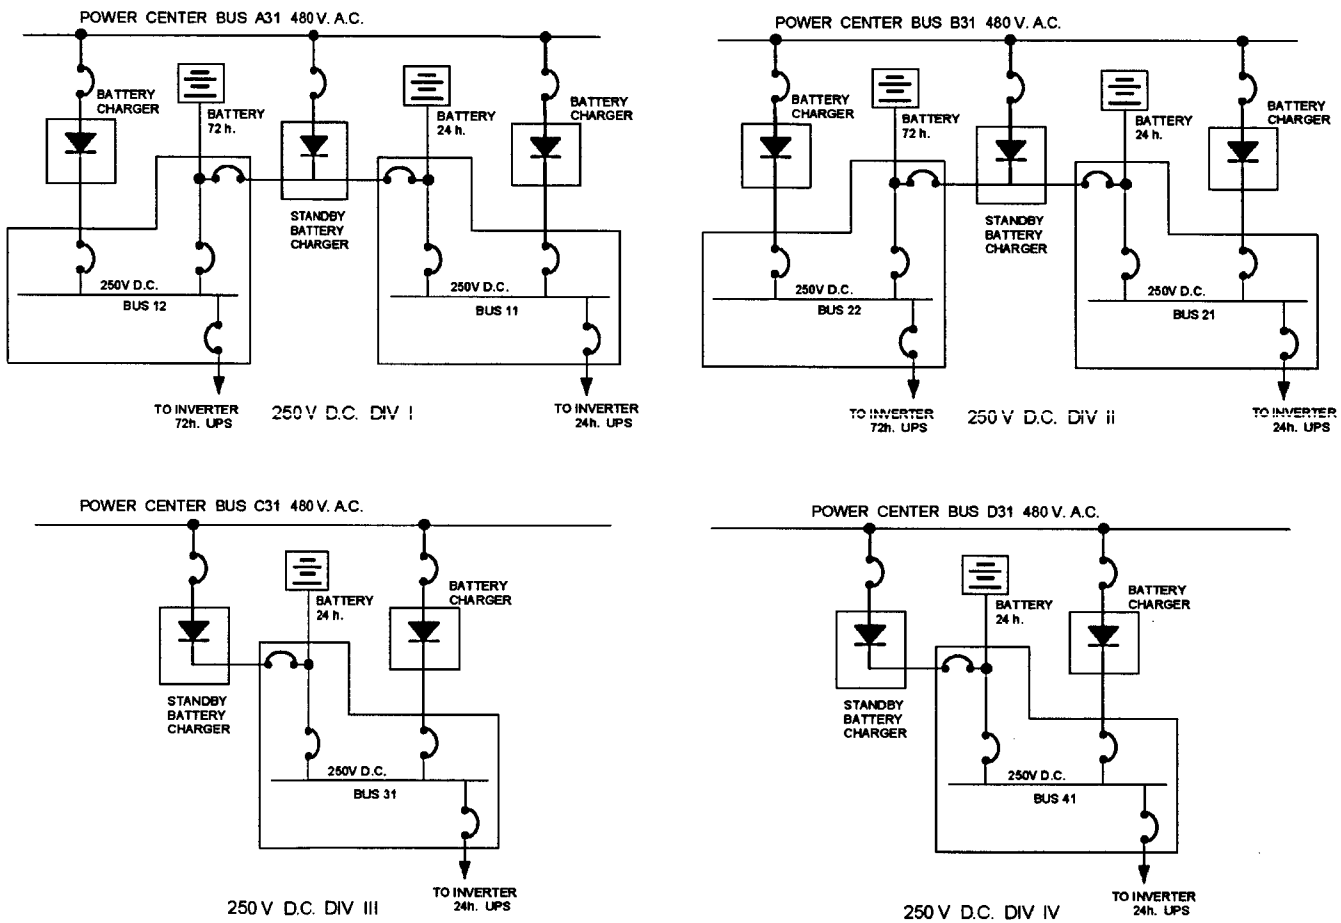 POWER CENTER BUS A31 480 V. A.C.
BATTERY
CHARGER
BATTERY
72 h.
BATTERY
24 h.
BATTERY
CHARGER
STANDBY
BATTERY
CHARGER
250V D.C.
BUS 12
250V D.C.
BUS 11
TO INVERTER
72h. UPS
250 V D.C. DIV I
TO INVERTER
24h. UPS
POWER CENTER BUS B31 480 V. A.C.
BATTERY
CHARGER
BATTERY
72 h.
BATTERY
24 h.
BATTERY
CHARGER
STANDBY
BATTERY
CHARGER
250V D.C.
BUS 22
250V D.C.
BUS 21
TO INVERTER
72h. UPS
250 V D.C. DIV II
TO INVERTER
24h. UPS
POWER CENTER BUS C31 480 V. A.C.
BATTERY
24 h.
BATTERY
CHARGER
STANDBY
BATTERY
CHARGER
250V D.C.
BUS 31
TO INVERTER
24h. UPS
250 V D.C. DIV III
POWER CENTER BUS D31 480 V. A.C.
BATTERY
24 h.
BATTERY
CHARGER
STANDBY
BATTERY
CHARGER
250V D.C.
BUS 41
TO INVERTER
24h. UPS
250 V D.C. DIV IV